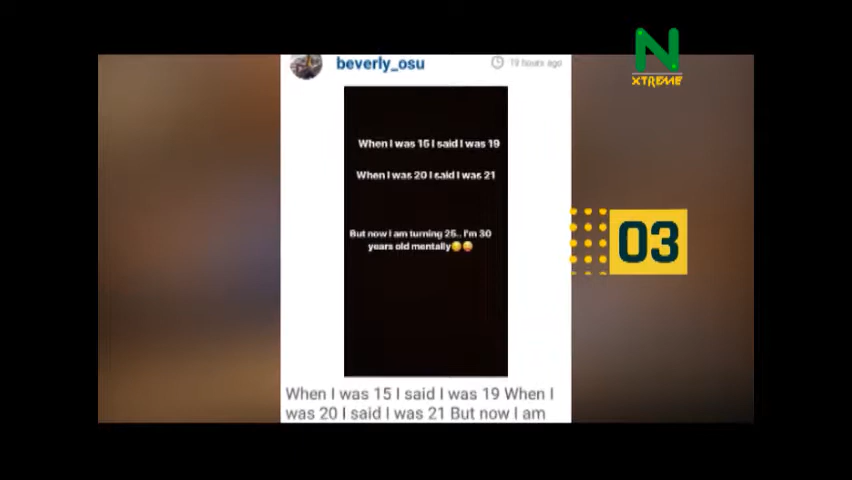 N
XTREME
beverly_osu
19 hours ago
When I was 15 I said I was 19
When I was 20 I said I was 21
But now I am turning 25.. I'm 30
years old mentally😔😜
03
When I was 15 I said I was 19 When I
was 20 I said I was 21 But now I am